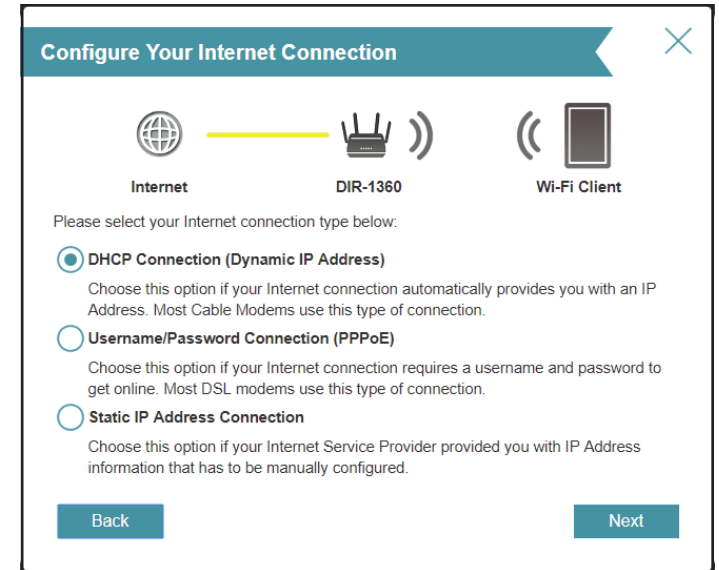 Configure Your Internet Connection
Internet
DIR-1360
Wi-Fi Client
Please select your Internet connection type below:
DHCP Connection (Dynamic IP Address)
Choose this option if your Internet connection automatically provides you with an IP
Address. Most Cable Modems use this type of connection.
Username/Password Connection (PPPoE)
Choose this option if your Internet connection requires a username and password to
get online. Most DSL modems use this type of connection.
Static IP Address Connection
Choose this option if your Internet Service Provider provided you with IP Address
information that has to be manually configured.
Back
Next